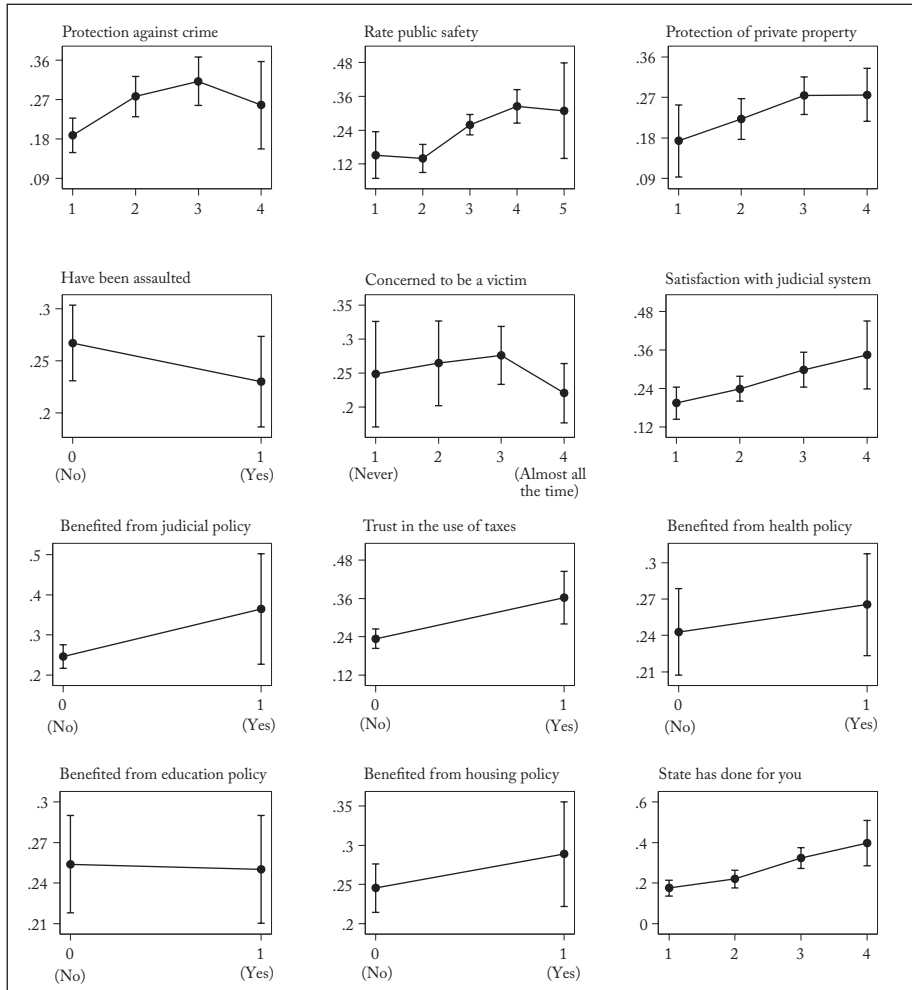 Protection against crime
.36
.27
.18
.09
1 2 3 4
Rate public safety
.48
.36
.24
.12
1 2 3 4 5
Protection of private property
.36
.27
.18
.09
1 2 3 4
Have been assaulted
.3
.25
.2
0 1
(No) (Yes)
Concerned to be a victim
.35
.3
.25
.2
1 2 3 4
(Never) (Almost all
the time)
Satisfaction with judicial system
.48
.36
.24
.12
1 2 3 4
Benefited from judicial policy
.5
.4
.3
.2
0 1
(No) (Yes)
Trust in the use of taxes
.48
.36
.24
.12
0 1
(No) (Yes)
Benefited from health policy
.3
.27
.24
.21
0 1
(No) (Yes)
Benefited from education policy
.3
.27
.24
.21
0 1
(No) (Yes)
Benefited from housing policy
.35
.3
.25
.2
0 1
(No) (Yes)
State has done for you
.6
.4
.2
0
1 2 3 4